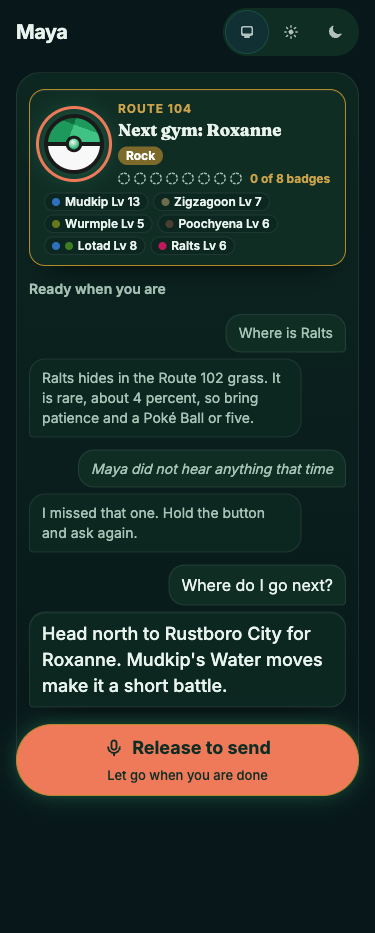 Maya
ROUTE 104
Next gym: Roxanne
Rock
0 of 8 badges
Mudkip Lv 13
Zigzagoon Lv 7
Wurmple Lv 5
Poochyena Lv 6
Lotad Lv 8
Ralts Lv 6
Ready when you are
Where is Ralts
Ralts hides in the Route 102 grass. It
is rare, about 4 percent, so bring
patience and a Poké Ball or five.
Maya did not hear anything that time
I missed that one. Hold the button
and ask again.
Where do I go next?
Head north to Rustboro City for
Roxanne. Mudkip's Water moves
make it a short battle.
Release to send
Let go when you are done